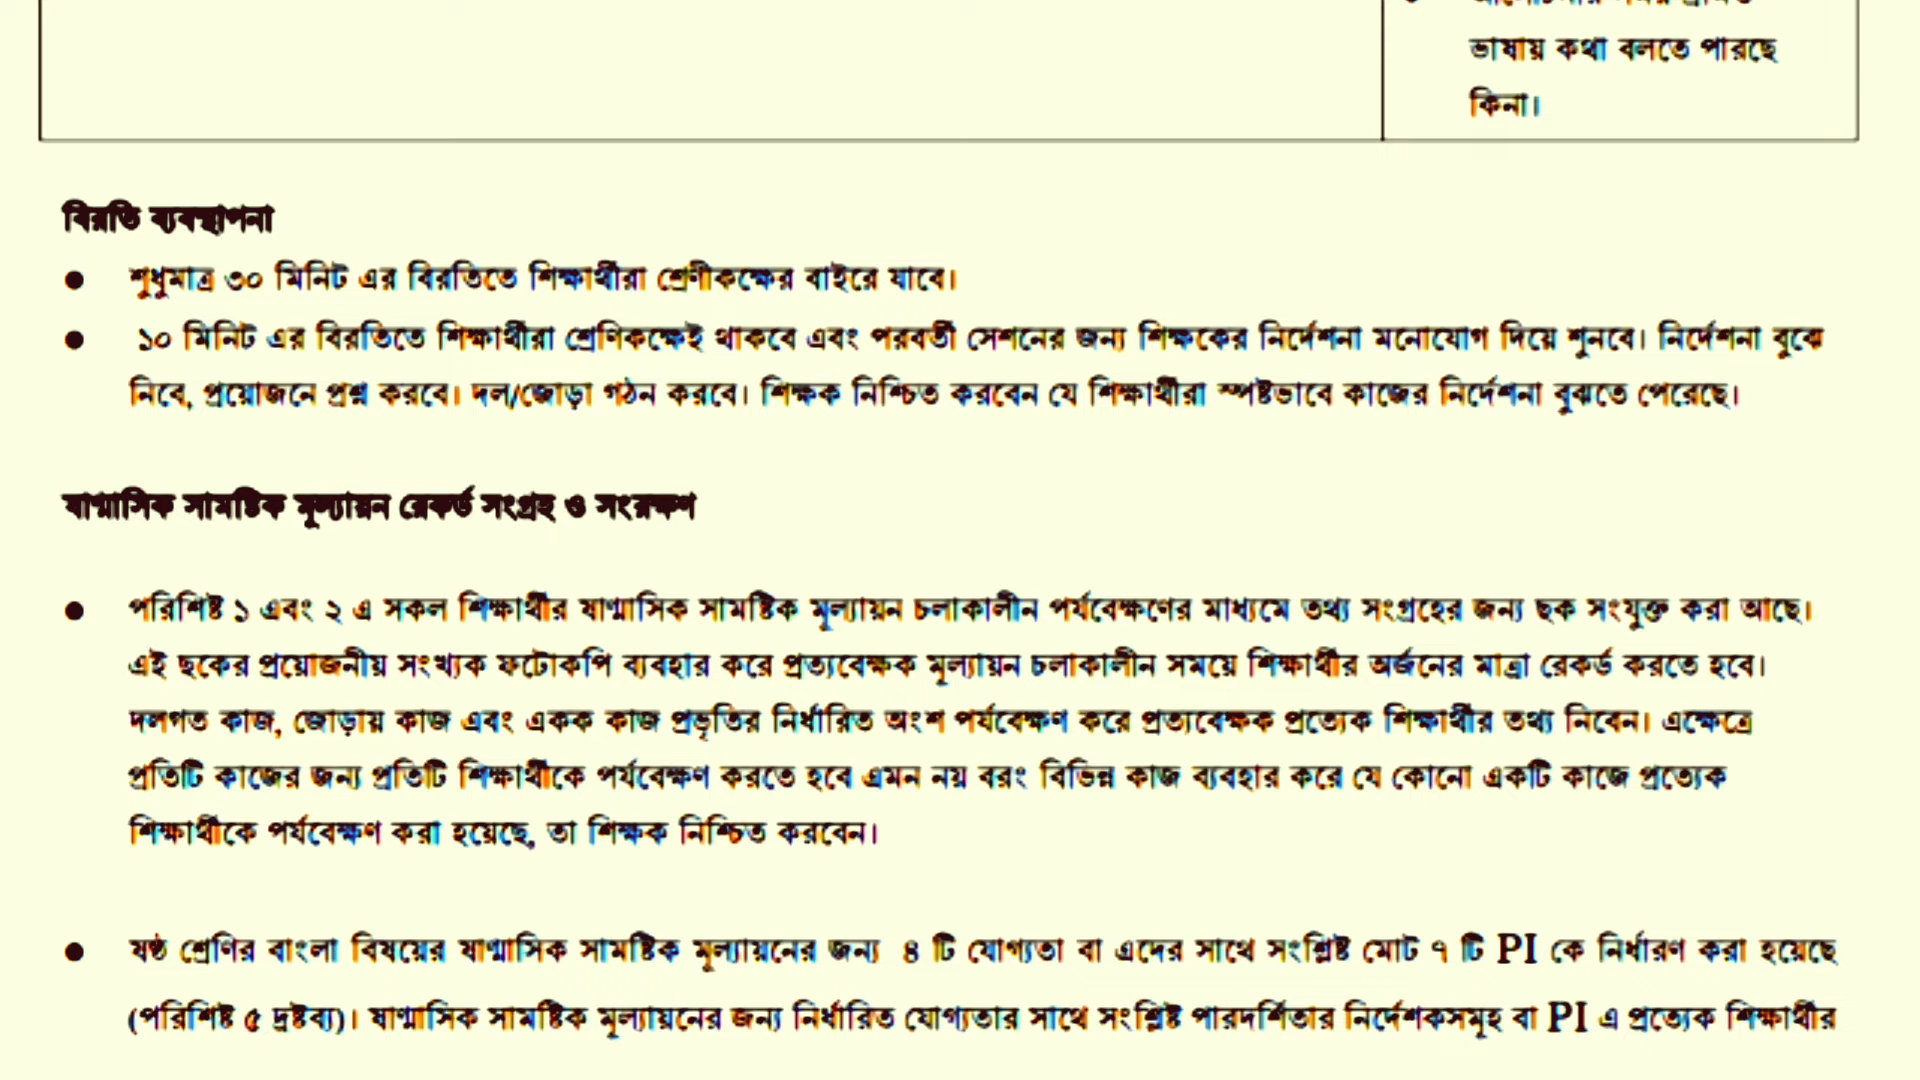 ভাষায় কথা বলতে পারছে
কিনা।
বিরতি ব্যবস্থাপনা
● শুধুমাত্র ৩০ মিনিট এর বিরতিতে শিক্ষার্থীরা শ্রেণীকক্ষের বাইরে যাবে।
● ১০ মিনিট এর বিরতিতে শিক্ষার্থীরা শ্রেণিকক্ষেই থাকবে এবং পরবর্তী সেশনের জন্য শিক্ষকের নির্দেশনা মনোযোগ দিয়ে শুনবে। নির্দেশনা বুঝে
নিবে, প্রয়োজনে প্রশ্ন করবে। দল/জোড়া গঠন করবে। শিক্ষক নিশ্চিত করবেন যে শিক্ষার্থীরা স্পষ্টভাবে কাজের নির্দেশনা বুঝতে পেরেছে।
ষাণ্মাসিক সামষ্টিক মূল্যায়ন রেকর্ড সংগ্রহ ও সংরক্ষণ
● পরিশিষ্ট ১ এবং ২ এ সকল শিক্ষার্থীর ষাণ্মাসিক সামষ্টিক মূল্যায়ন চলাকালীন পর্যবেক্ষণের মাধ্যমে তথ্য সংগ্রহের জন্য ছক সংযুক্ত করা আছে।
এই ছকের প্রয়োজনীয় সংখ্যক ফটোকপি ব্যবহার করে প্রত্যবেক্ষক মূল্যায়ন চলাকালীন সময়ে শিক্ষার্থীর অর্জনের মাত্রা রেকর্ড করতে হবে।
দলগত কাজ, জোড়ায় কাজ এবং একক কাজ প্রভৃতির নির্ধারিত অংশ পর্যবেক্ষণ করে প্রত্যবেক্ষক প্রত্যেক শিক্ষার্থীর তথ্য নিবেন। এক্ষেত্রে
প্রতিটি কাজের জন্য প্রতিটি শিক্ষার্থীকে পর্যবেক্ষণ করতে হবে এমন নয় বরং বিভিন্ন কাজ ব্যবহার করে যে কোনো একটি কাজে প্রত্যেক
শিক্ষার্থীকে পর্যবেক্ষণ করা হয়েছে, তা শিক্ষক নিশ্চিত করবেন।
● ষষ্ঠ শ্রেণির বাংলা বিষয়ের ষাণ্মাসিক সামষ্টিক মূল্যায়নের জন্য ৪ টি যোগ্যতা বা এদের সাথে সংশ্লিষ্ট মোট ৭ টি PI কে নির্ধারণ করা হয়েছে
(পরিশিষ্ট ৫ দ্রষ্টব্য)। ষাণ্মাসিক সামষ্টিক মূল্যায়নের জন্য নির্ধারিত যোগ্যতার সাথে সংশ্লিষ্ট পারদর্শিতার নির্দেশকসমূহ বা PI এ প্রত্যেক শিক্ষার্থীর